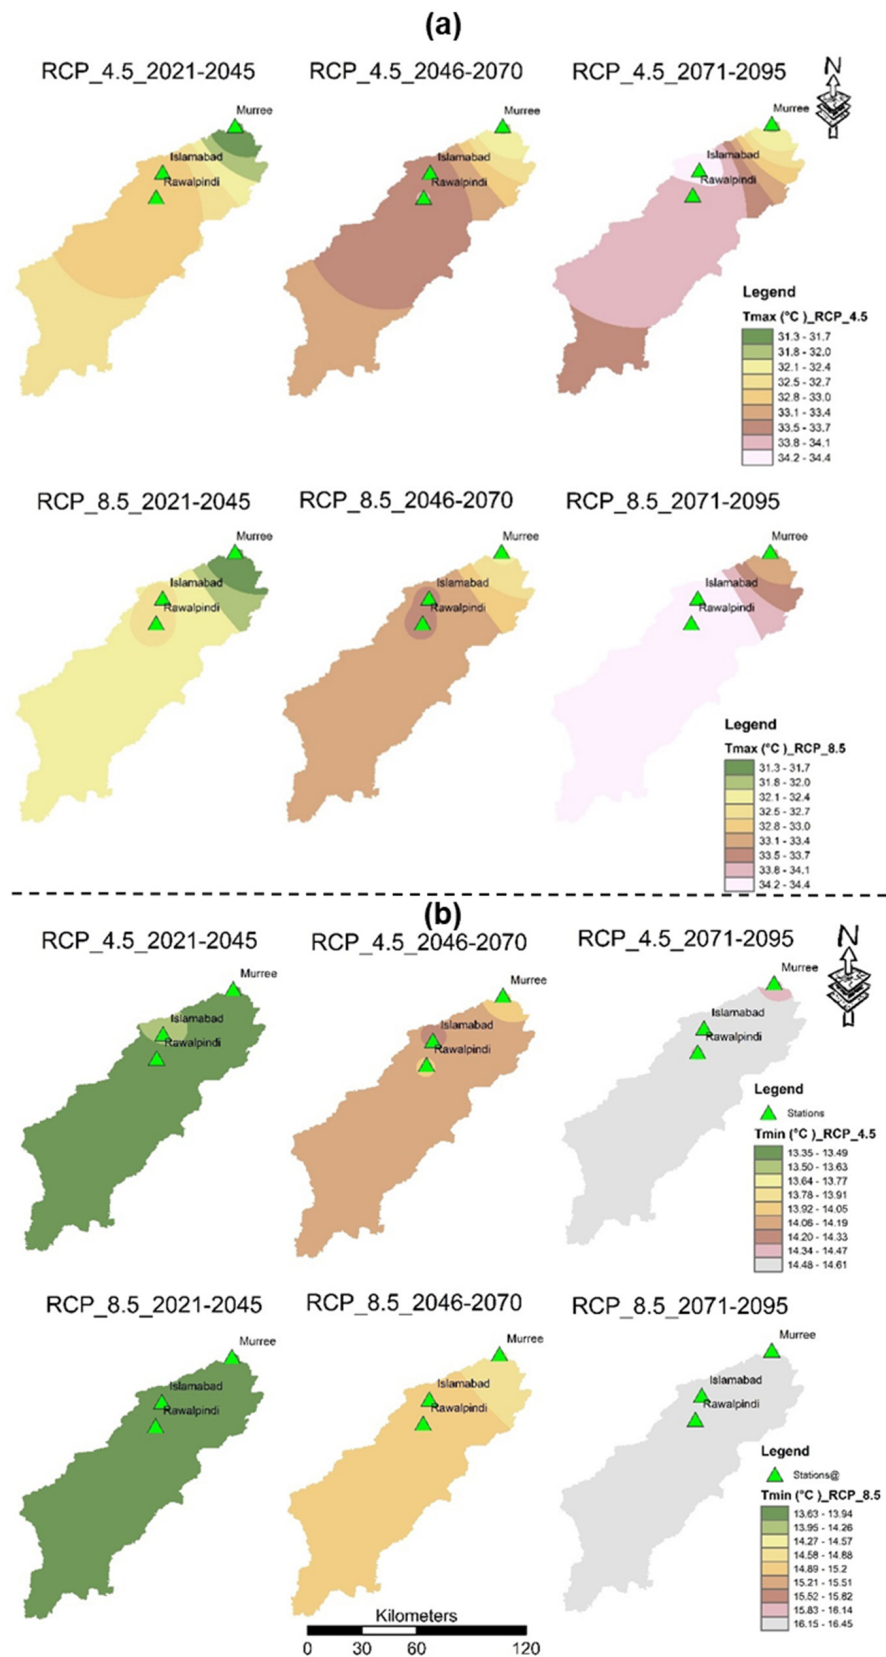 (a)
RCP_4.5_2021-2045
RCP_4.5_2046-2070
RCP_4.5_2071-2095
N
Murree
Islamabad
Rawalpindi
Murree
Islamabad
Rawalpindi
Murree
Islamabad
Rawalpindi
Legend
Tmax (°C )_RCP_4.5
31.3 - 31.7
31.8 - 32.0
32.1 - 32.4
32.5 - 32.7
32.8 - 33.0
33.1 - 33.4
33.5 - 33.7
33.8 - 34.1
34.2 - 34.4
RCP_8.5_2021-2045
RCP_8.5_2046-2070
RCP_8.5_2071-2095
Murree
Islamabad
Rawalpindi
Murree
Islamabad
Rawalpindi
Murree
Islamabad
Rawalpindi
Legend
Tmax (°C )_RCP_8.5
31.3 - 31.7
31.8 - 32.0
32.1 - 32.4
32.5 - 32.7
32.8 - 33.0
33.1 - 33.4
33.5 - 33.7
33.8 - 34.1
34.2 - 34.4
(b)
RCP_4.5_2021-2045
RCP_4.5_2046-2070
RCP_4.5_2071-2095
N
Murree
Islamabad
Rawalpindi
Murree
Islamabad
Rawalpindi
Murree
Islamabad
Rawalpindi
Legend
Stations
Tmin (°C )_RCP_4.5
13.35 - 13.49
13.50 - 13.63
13.64 - 13.77
13.78 - 13.91
13.92 - 14.05
14.06 - 14.19
14.20 - 14.33
14.34 - 14.47
14.48 - 14.61
RCP_8.5_2021-2045
RCP_8.5_2046-2070
RCP_8.5_2071-2095
Murree
Islamabad
Rawalpindi
Murree
Islamabad
Rawalpindi
Murree
Islamabad
Rawalpindi
Legend
Stations@
Tmin (°C )_RCP_8.5
13.63 - 13.94
13.95 - 14.26
14.27 - 14.57
14.58 - 14.88
14.89 - 15.2
15.21 - 15.51
15.52 - 15.82
15.83 - 16.14
16.15 - 16.45
Kilometers
0 30 60 120